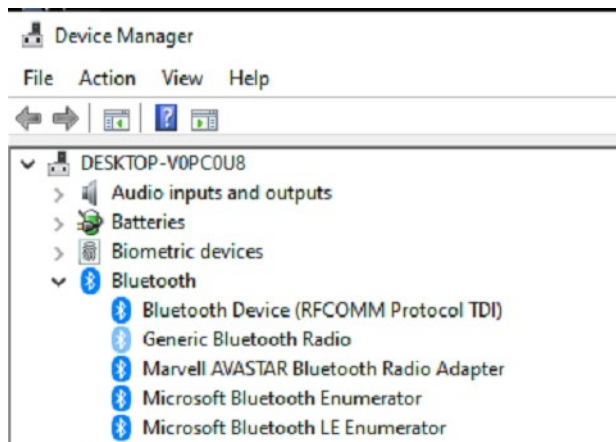 Device Manager
File Action View Help
DESKTOP-V0PC0U8
Audio inputs and outputs
Batteries
Biometric devices
Bluetooth
Bluetooth Device (RFCOMM Protocol TDI)
Generic Bluetooth Radio
Marvell AVASTAR Bluetooth Radio Adapter
Microsoft Bluetooth Enumerator
Microsoft Bluetooth LE Enumerator